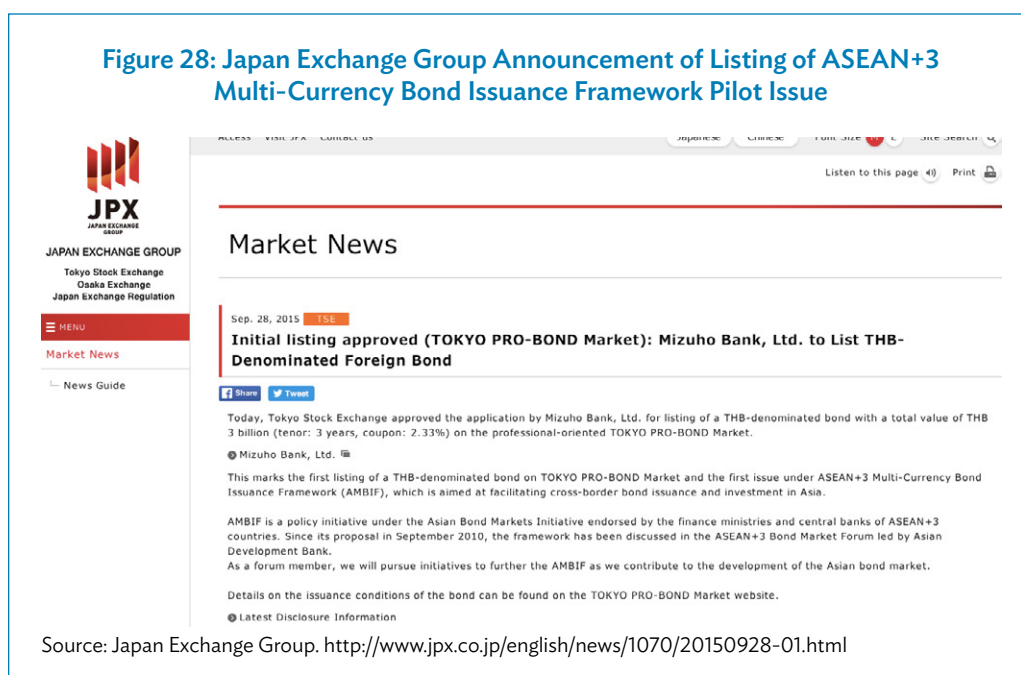 Figure 28: Japan Exchange Group Announcement of Listing of ASEAN+3
Multi-Currency Bond Issuance Framework Pilot Issue
Access Visit JPX Contact us Japanese Chinese Font Size M L Site Search
Listen to this page Print
JPX
JAPAN EXCHANGE
GROUP
JAPAN EXCHANGE GROUP
Tokyo Stock Exchange
Osaka Exchange
Japan Exchange Regulation
MENU
Market News
News Guide
Market News
Sep. 28, 2015 TSE
Initial listing approved (TOKYO PRO-BOND Market): Mizuho Bank, Ltd. to List THB-
Denominated Foreign Bond
Share Tweet
Today, Tokyo Stock Exchange approved the application by Mizuho Bank, Ltd. for listing of a THB-denominated bond with a total value of THB
3 billion (tenor: 3 years, coupon: 2.33%) on the professional-oriented TOKYO PRO-BOND Market.
Mizuho Bank, Ltd.
This marks the first listing of a THB-denominated bond on TOKYO PRO-BOND Market and the first issue under ASEAN+3 Multi-Currency Bond
Issuance Framework (AMBIF), which is aimed at facilitating cross-border bond issuance and investment in Asia.
AMBIF is a policy initiative under the Asian Bond Markets Initiative endorsed by the finance ministries and central banks of ASEAN+3
countries. Since its proposal in September 2010, the framework has been discussed in the ASEAN+3 Bond Market Forum led by Asian
Development Bank.
As a forum member, we will pursue initiatives to further the AMBIF as we contribute to the development of the Asian bond market.
Details on the issuance conditions of the bond can be found on the TOKYO PRO-BOND Market website.
Latest Disclosure Information
Source: Japan Exchange Group. http://www.jpx.co.jp/english/news/1070/20150928-01.html